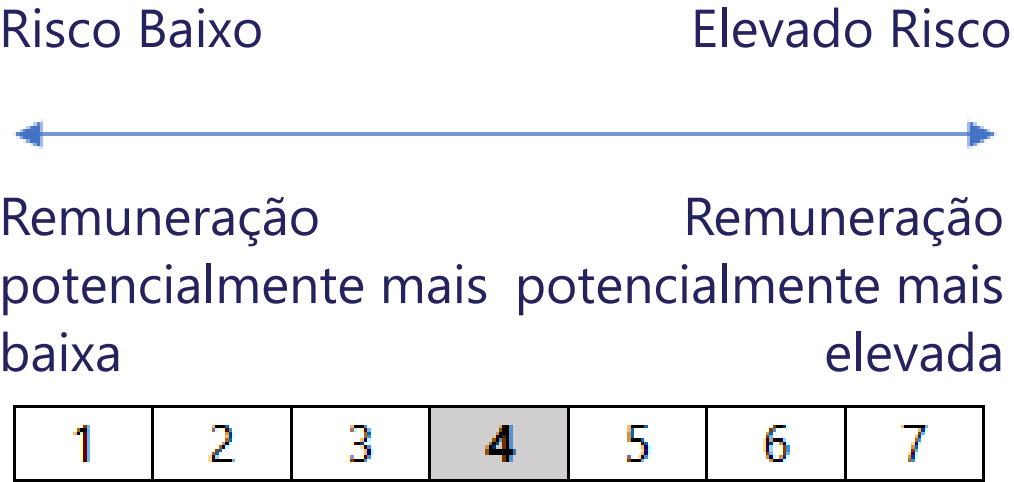 Risco Baixo Elevado Risco
Remuneração Remuneração
potencialmente mais potencialmente mais
baixa elevada
1 2 3 4 5 6 7